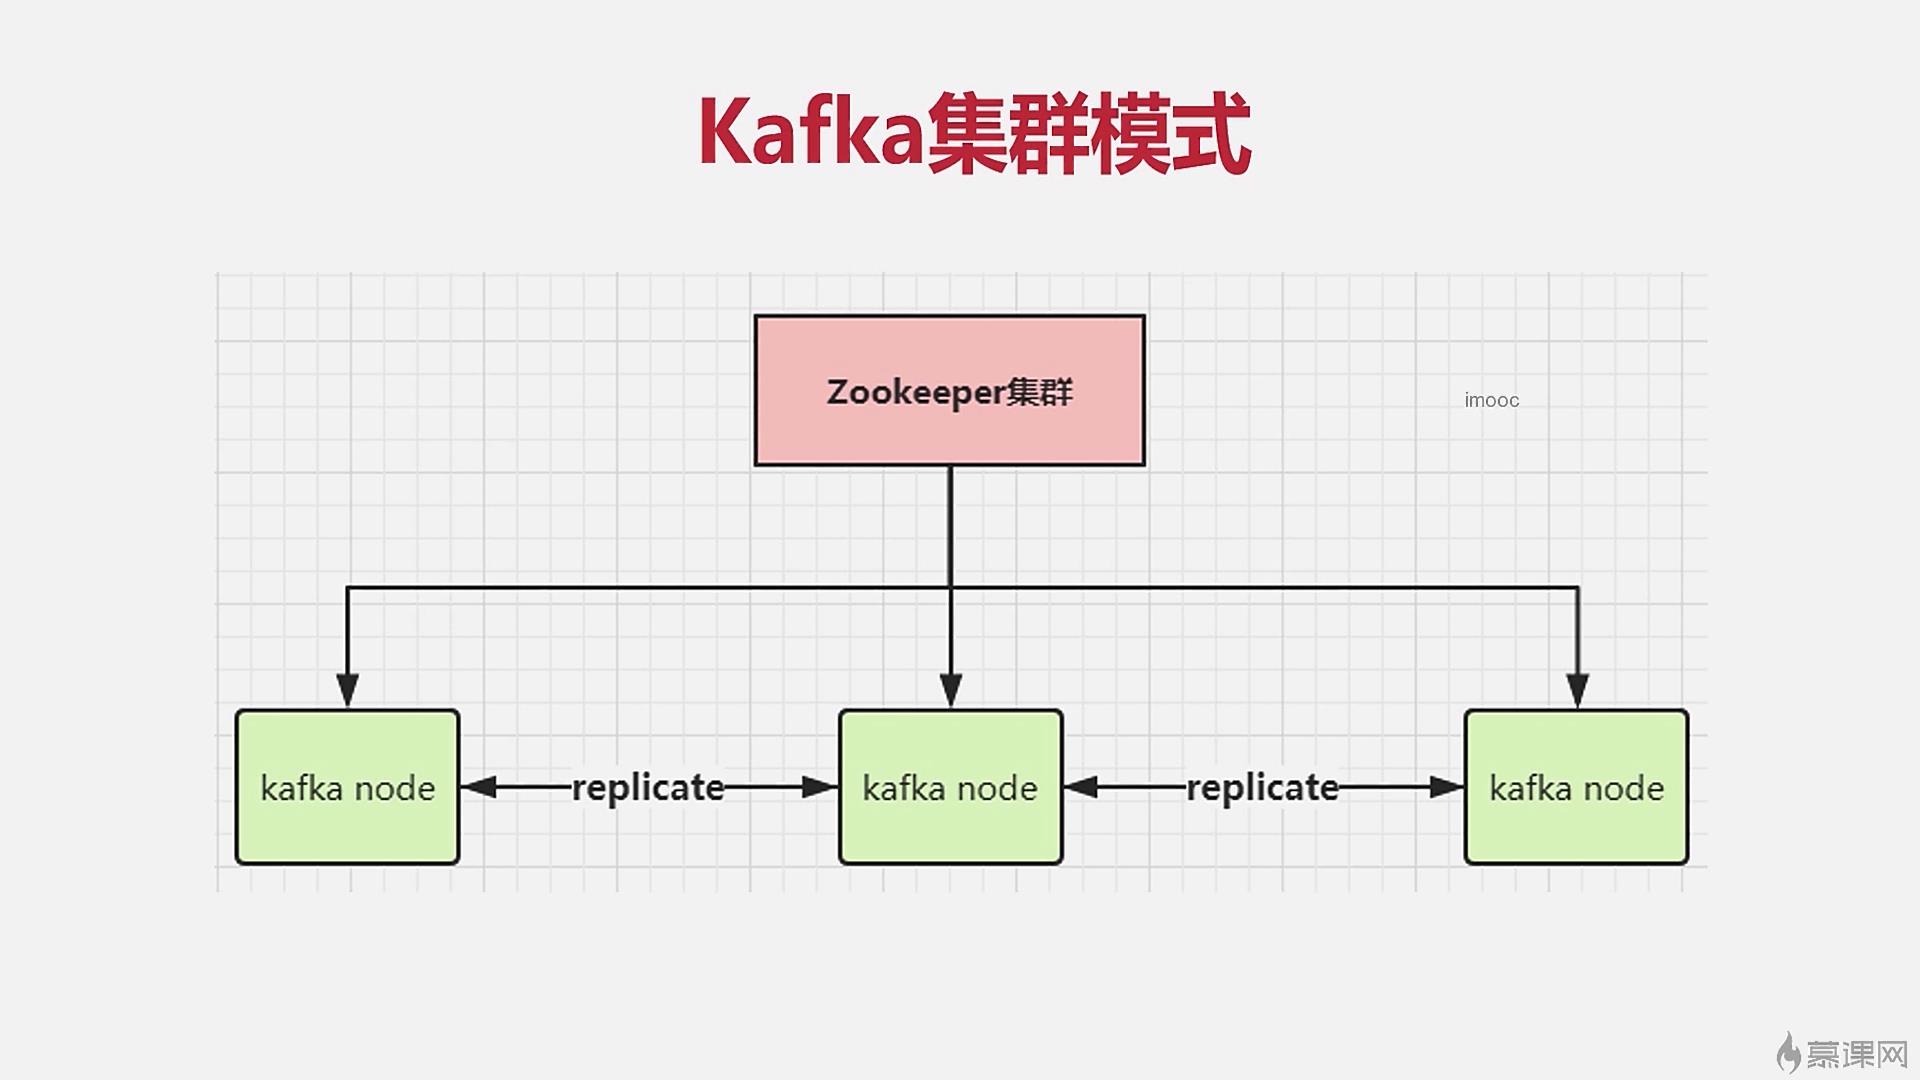 Kafka集群模式
Zookeeper集群
imooc
kafka node
replicate
kafka node
replicate
kafka node
慕课网